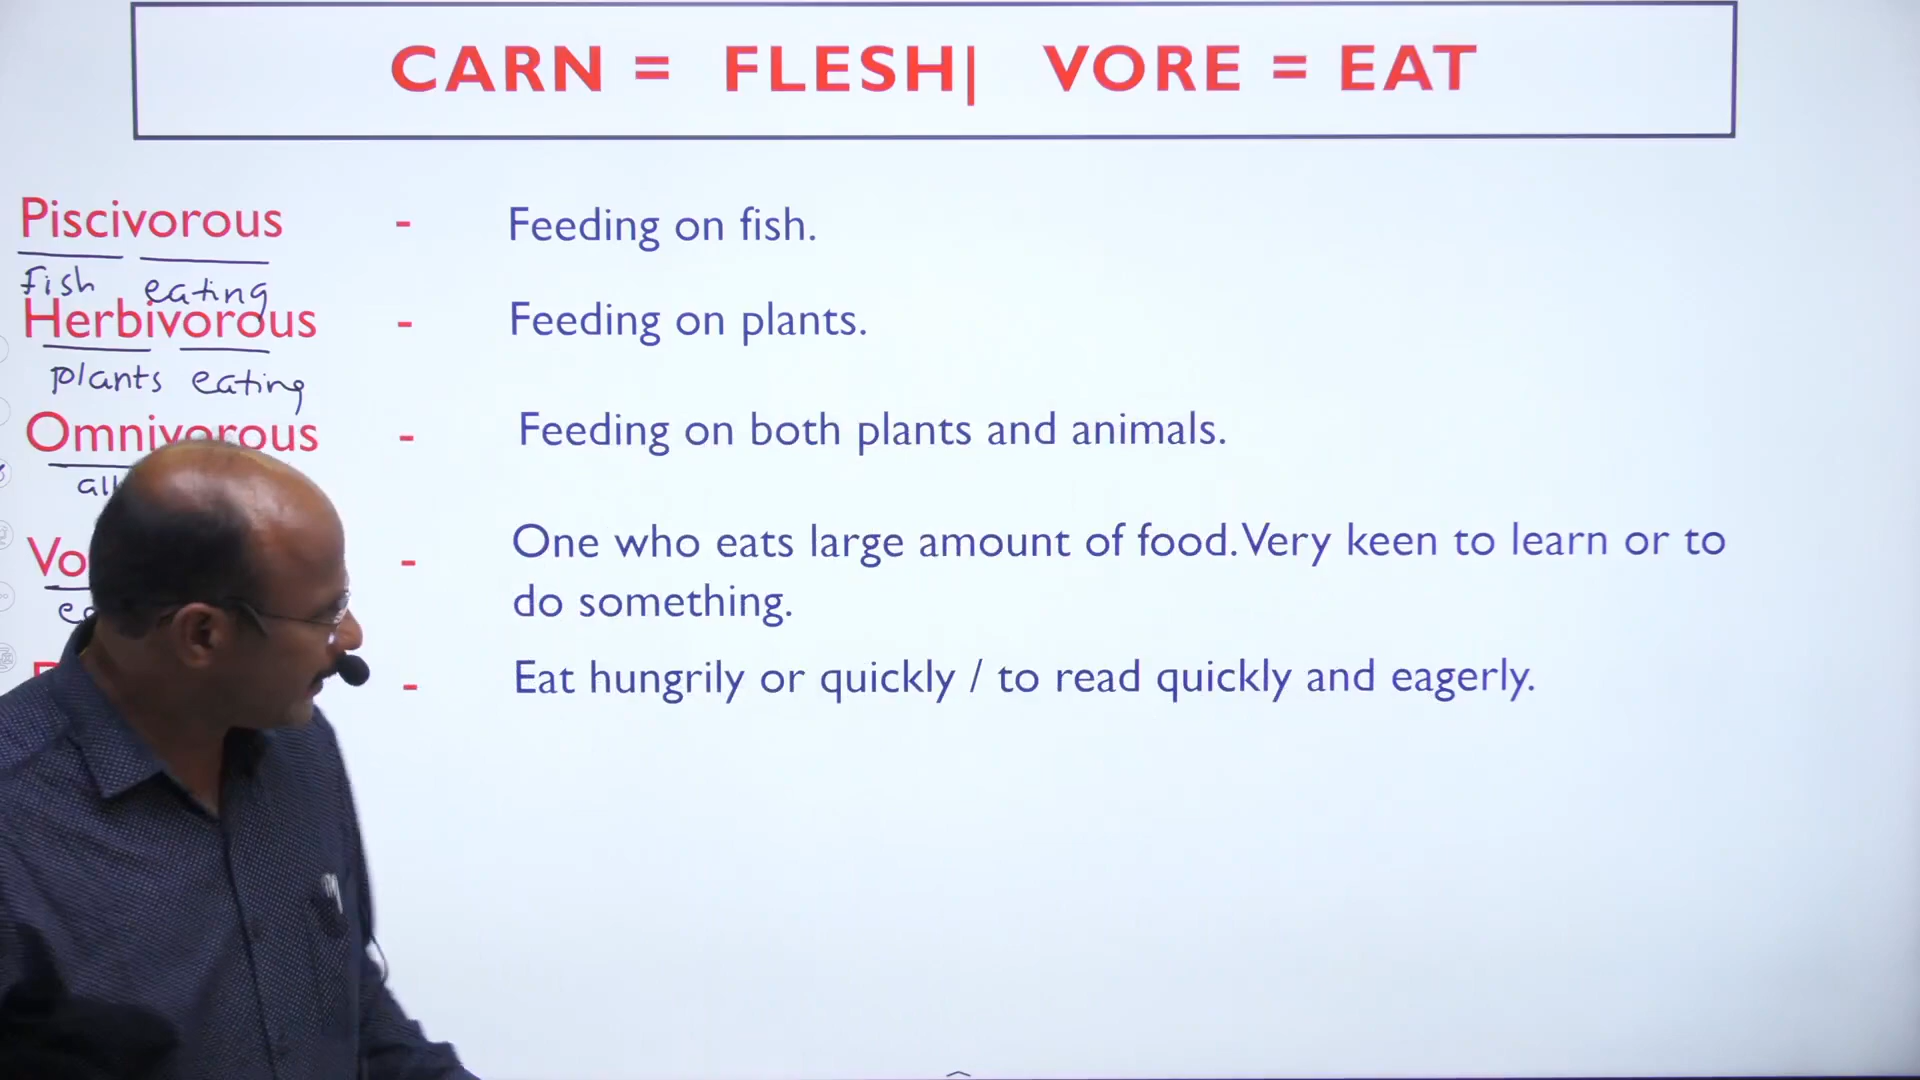 CARN = FLESH| VORE = EAT
Piscivorous - Feeding on fish.
fish eating
Herbivorous - Feeding on plants.
plants eating
Omnivorous - Feeding on both plants and animals.
all
- One who eats large amount of food. Very keen to learn or to
do something.
- Eat hungrily or quickly / to read quickly and eagerly.